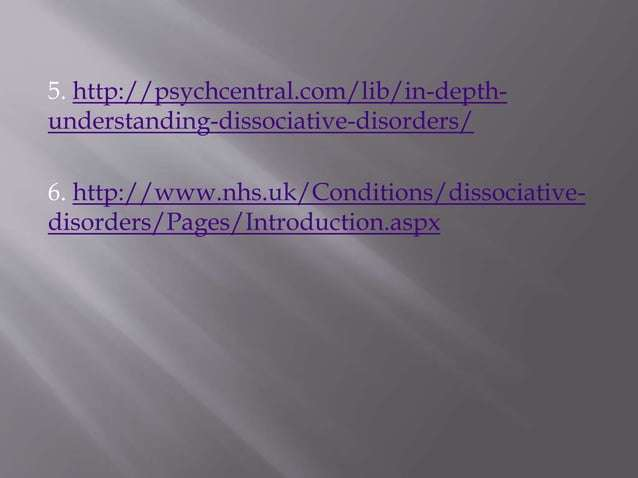 5. http://psychcentral.com/lib/in-depth-
understanding-dissociative-disorders/
6. http://www.nhs.uk/Conditions/dissociative-
disorders/Pages/Introduction.aspx